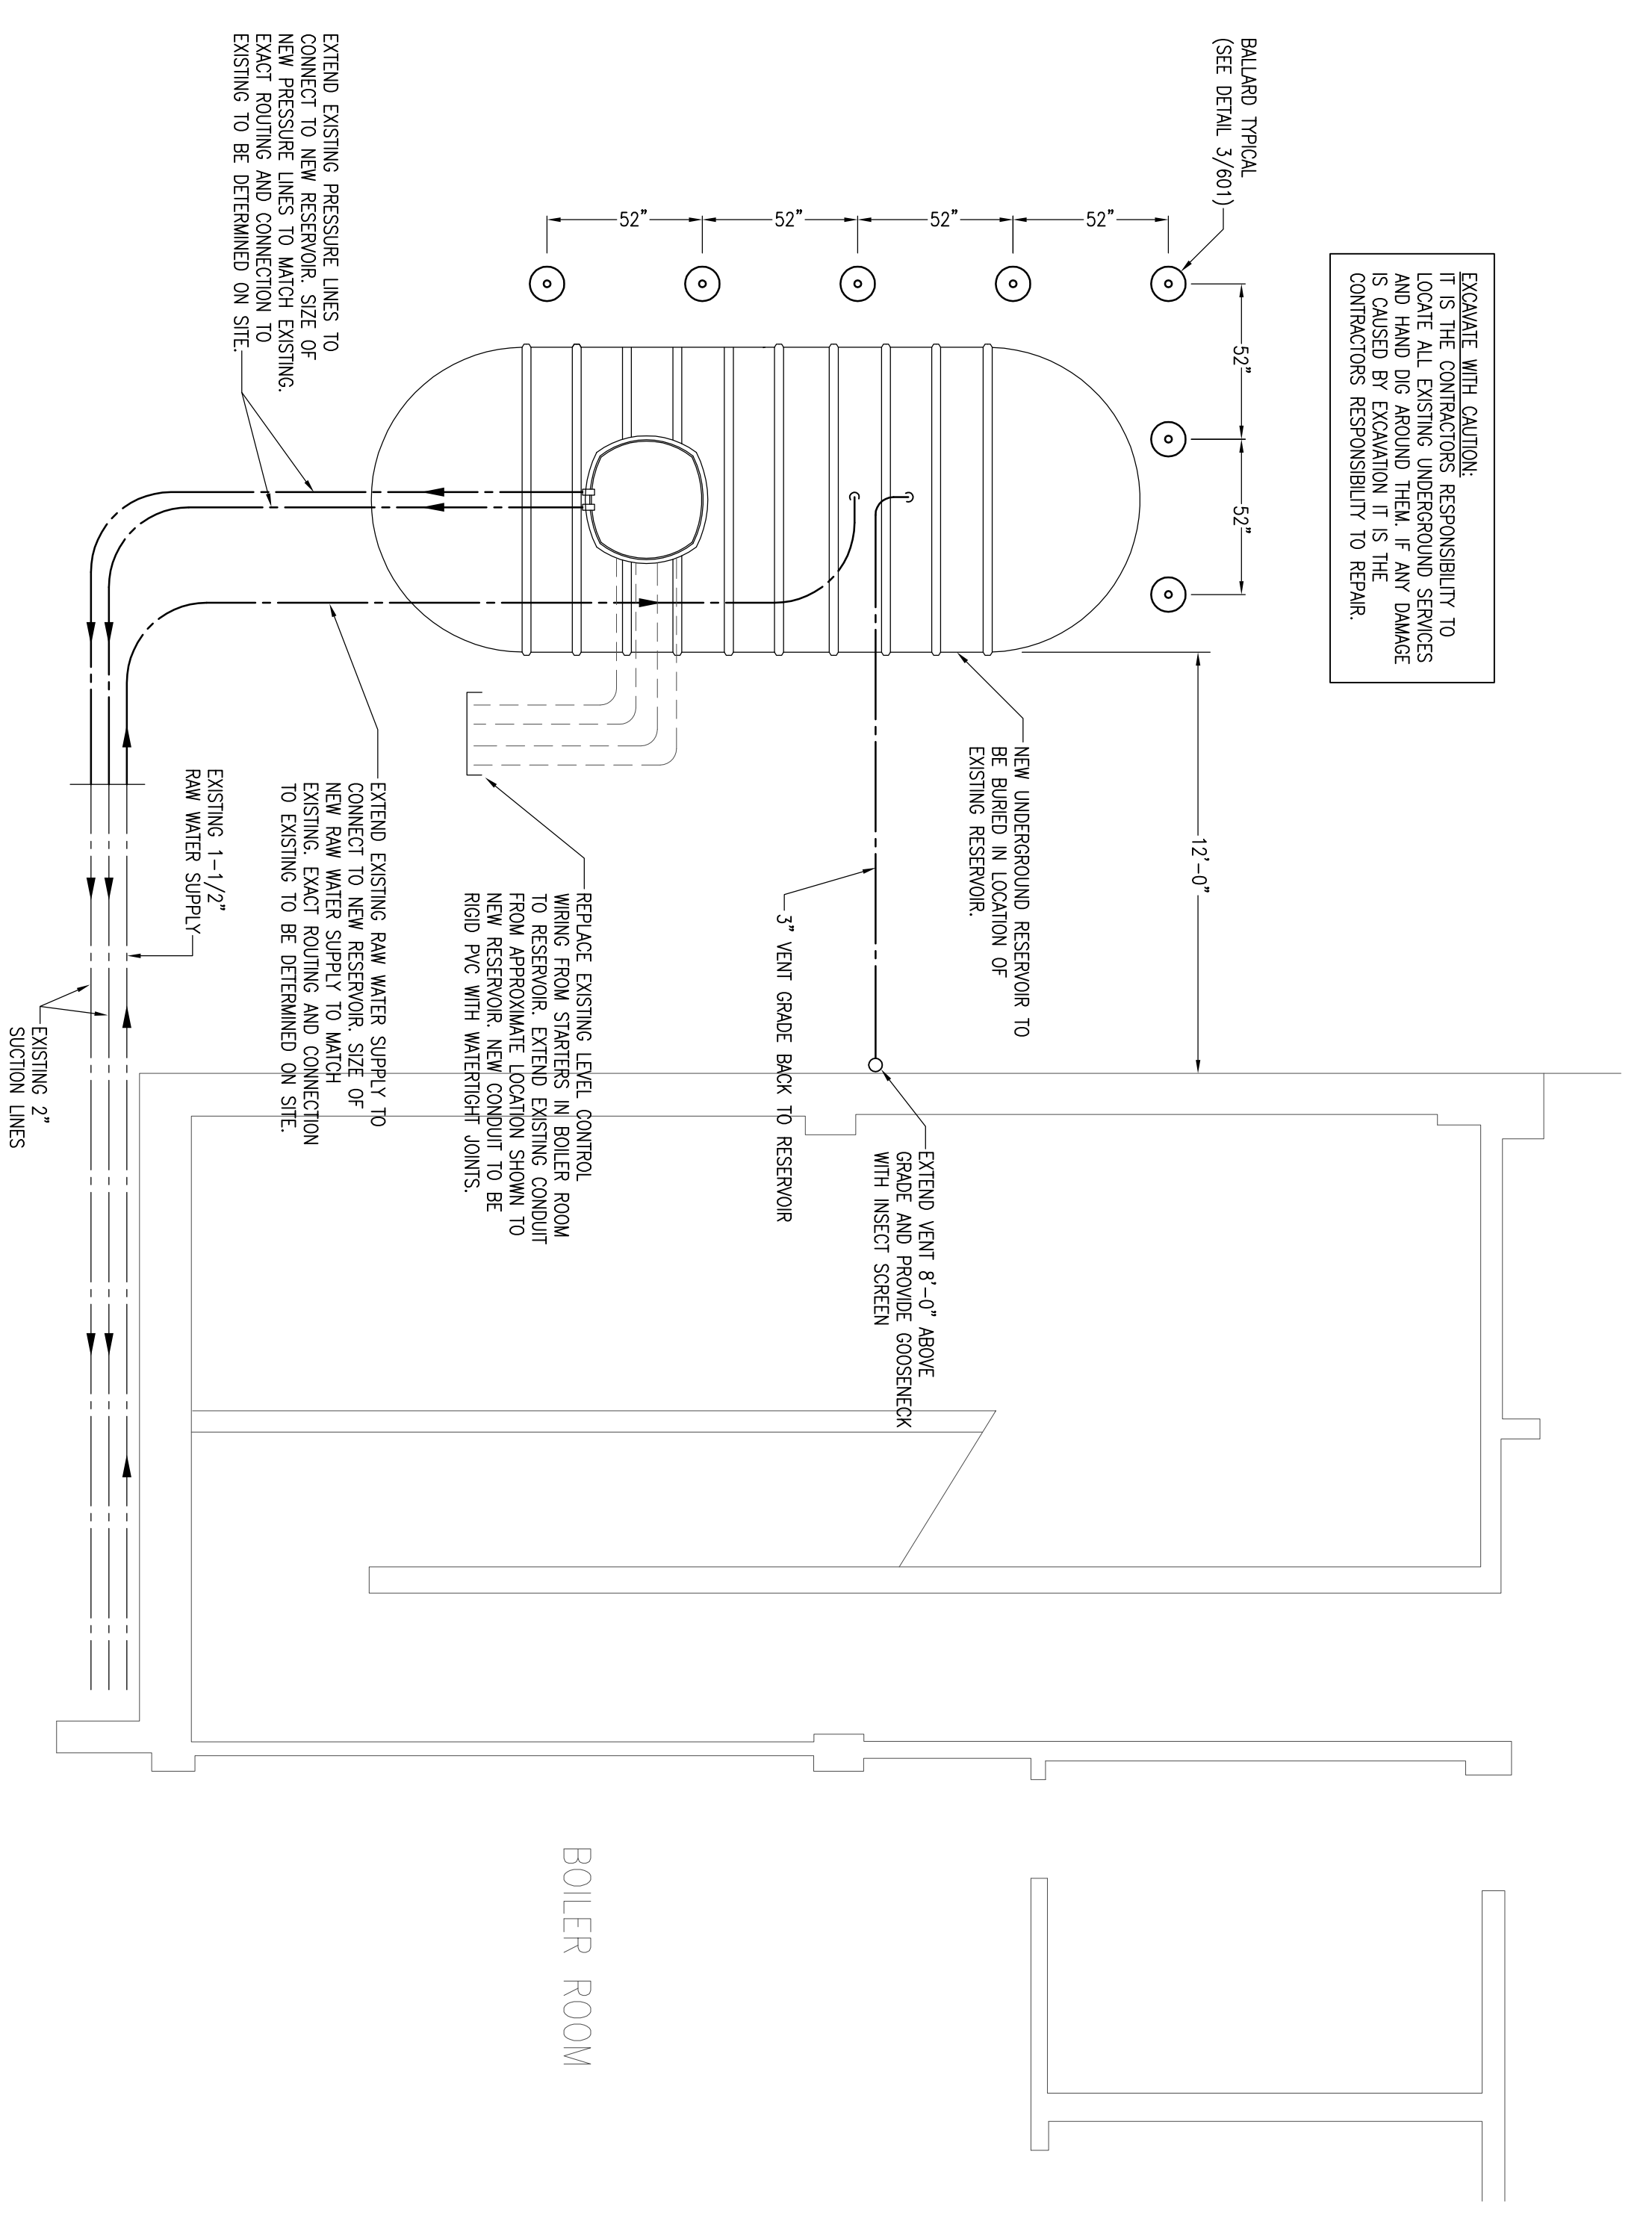 EXCAVATE WITH CAUTION:
IT IS THE CONTRACTORS RESPONSIBILITY TO
LOCATE ALL EXISTING UNDERGROUND SERVICES
AND HAND DIG AROUND THEM. IF ANY DAMAGE
IS CAUSED BY EXCAVATION IT IS THE
CONTRACTORS RESPONSIBILITY TO REPAIR.
BALLARD TYPICAL
(SEE DETAIL 3/601)
52"
52"
52"
52"
52"
52"
12'-0"
NEW UNDERGROUND RESERVOIR TO
BE BURIED IN LOCATION OF
EXISTING RESERVOIR.
EXTEND VENT 8'-0" ABOVE
GRADE AND PROVIDE GOOSENECK
WITH INSECT SCREEN
3" VENT GRADE BACK TO RESERVOIR
REPLACE EXISTING LEVEL CONTROL
WIRING FROM STARTERS IN BOILER ROOM
TO RESERVOIR. EXTEND EXISTING CONDUIT
FROM APPROXIMATE LOCATION SHOWN TO
NEW RESERVOIR. NEW CONDUIT TO BE
RIGID PVC WITH WATERTIGHT JOINTS.
BOILER ROOM
EXTEND EXISTING RAW WATER SUPPLY TO
CONNECT TO NEW RESERVOIR. SIZE OF
NEW RAW WATER SUPPLY TO MATCH
EXISTING. EXACT ROUTING AND CONNECTION
TO EXISTING TO BE DETERMINED ON SITE.
EXTEND EXISTING PRESSURE LINES TO
CONNECT TO NEW RESERVOIR. SIZE OF
NEW PRESSURE LINES TO MATCH EXISTING.
EXACT ROUTING AND CONNECTION TO
EXISTING TO BE DETERMINED ON SITE.
EXISTING 1-1/2"
RAW WATER SUPPLY
EXISTING 2"
SUCTION LINES